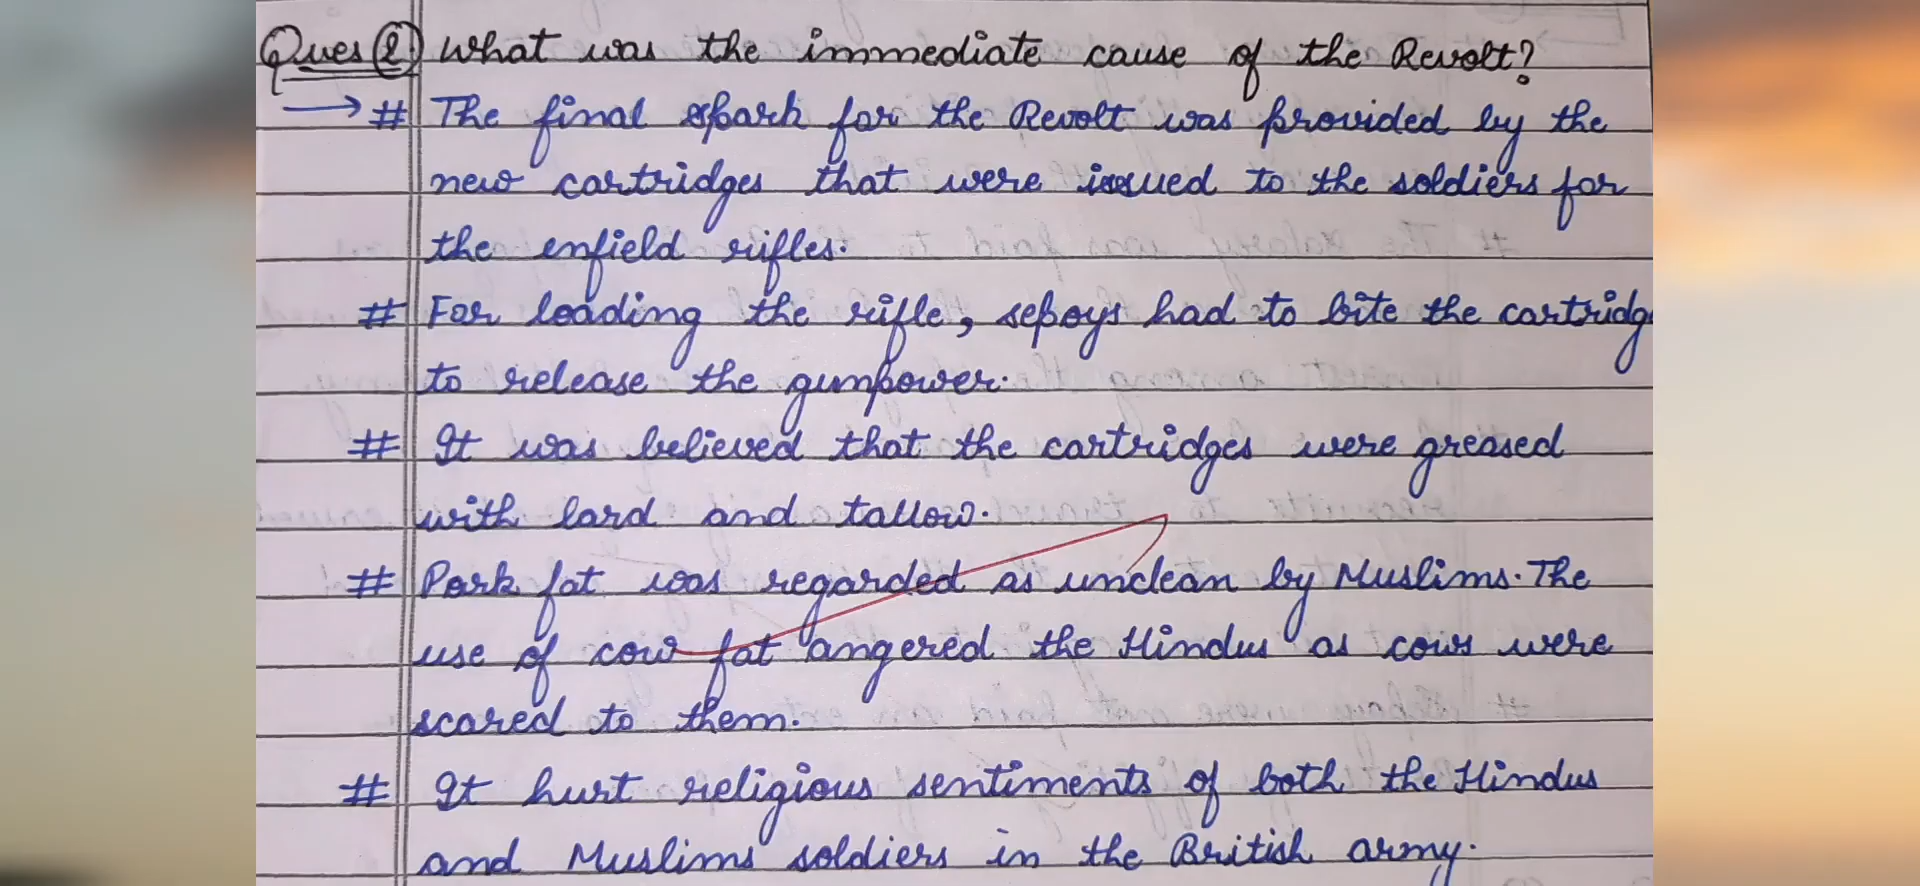 Ques 2) What was the immediate cause of the Revolt?
→ # The final spark for the Revolt was provided by the
new cartridges that were issued to the soldiers for
the enfield rifles.
# For loading the rifle, sepoys had to bite the cartridg
to release the gunpower.
# It was believed that the cartridges were greased
with lard and tallow.
# Pork fat was regarded as unclean by Muslims. The
use of cow fat angered the Hindus as cows were
scared to them.
# It hurt religious sentiments of both the Hindus
and Muslims soldiers in the British army.